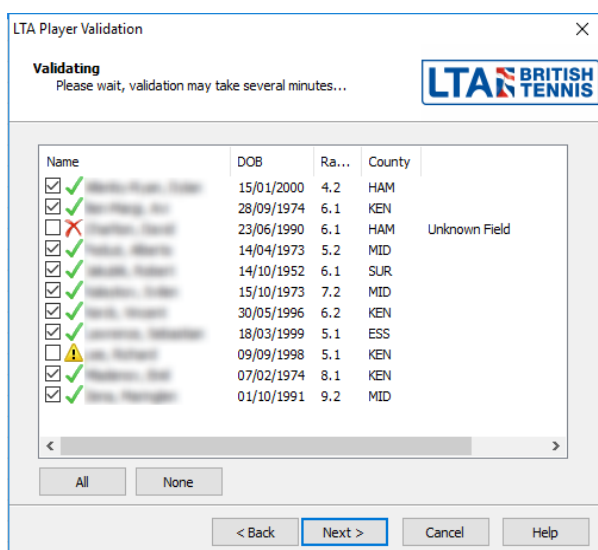 LTA Player Validation
Validating
Please wait, validation may take several minutes...
LTA BRITISH TENNIS
Name DOB Ra... County
15/01/2000 4.2 HAM
28/09/1974 6.1 KEN
23/06/1990 6.1 HAM Unknown Field
14/04/1973 5.2 MID
14/10/1952 6.1 SUR
15/10/1973 7.2 MID
30/05/1996 6.2 KEN
18/03/1999 5.1 ESS
09/09/1998 5.1 KEN
07/02/1974 8.1 KEN
01/10/1991 9.2 MID
All None
< Back Next > Cancel Help